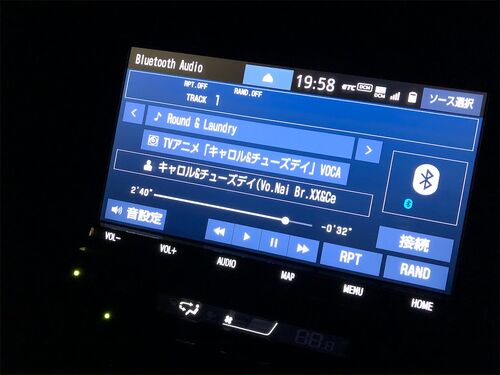 Bluetooth Audio
19:58
ETC DCM
DCM
ソース選択
RPT.OFF
RAND.OFF
TRACK 1
Round & Laundry
TVアニメ「キャロル&チューズデイ」VOCA
キャロル&チューズデイ(Vo.Nai Br.XX&Ce
2'40"
-0'32"
音設定
接続
RPT
RAND
VOL-
VOL+
AUDIO
MAP
MENU
HOME